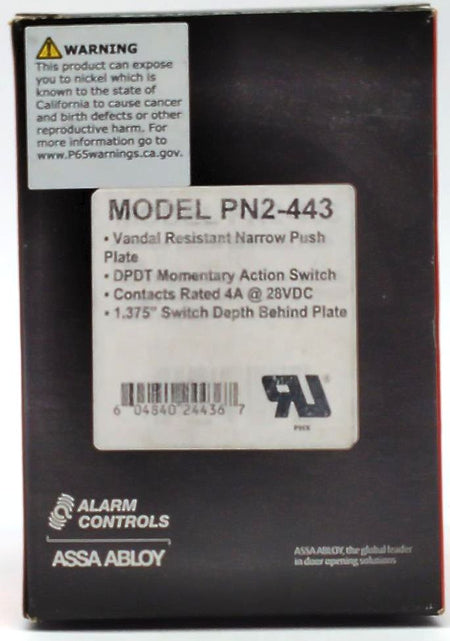 WARNING
This product can expose
you to nickel which is
known to the state of
California to cause cancer
and birth defects or other
reproductive harm. For
more information go to
www.P65warnings.ca.gov.
MODEL PN2-443
• Vandal Resistant Narrow Push
Plate
• DPDT Momentary Action Switch
• Contacts Rated 4A @ 28VDC
• 1.375" Switch Depth Behind Plate
6 04840 24436 7
ALARM
CONTROLS
ASSA ABLOY
ASSA ABLOY, the global leader
in door opening solutions